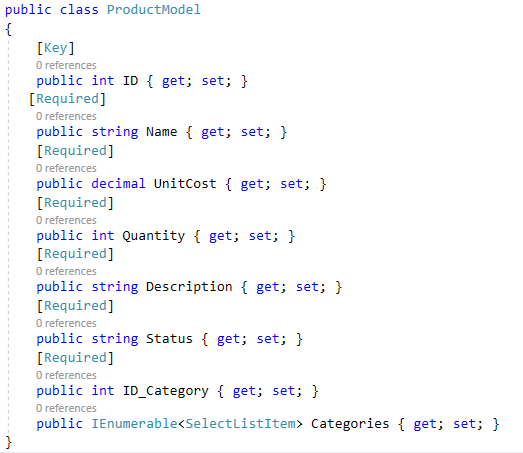 public class ProductModel
{
[Key]
0 references
public int ID { get; set; }
[Required]
0 references
public string Name { get; set; }
[Required]
0 references
public decimal UnitCost { get; set; }
[Required]
0 references
public int Quantity { get; set; }
[Required]
0 references
public string Description { get; set; }
[Required]
0 references
public string Status { get; set; }
[Required]
0 references
public int ID_Category { get; set; }
0 references
public IEnumerable<SelectListItem> Categories { get; set; }
}